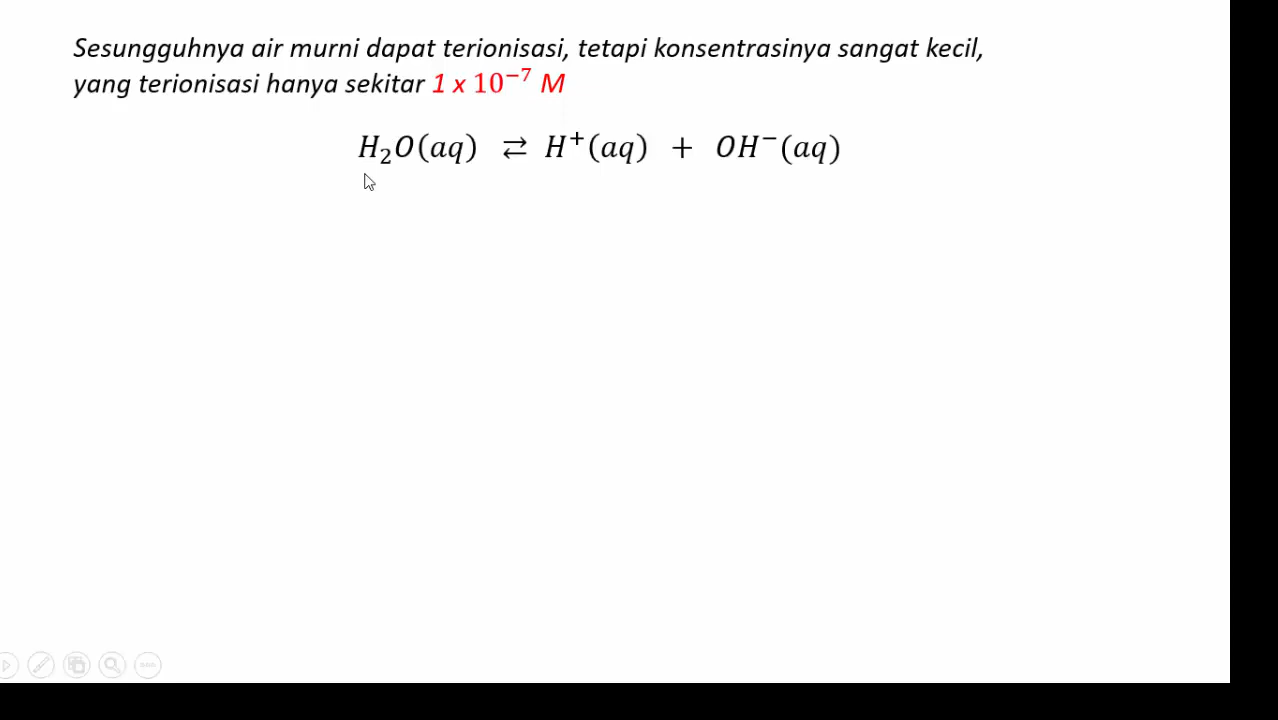 Sesungguhnya air murni dapat terionisasi, tetapi konsentrasinya sangat kecil,
yang terionisasi hanya sekitar 1 x 10⁻⁷ M
H₂O(aq) ⇄ H⁺(aq) + OH⁻(aq)